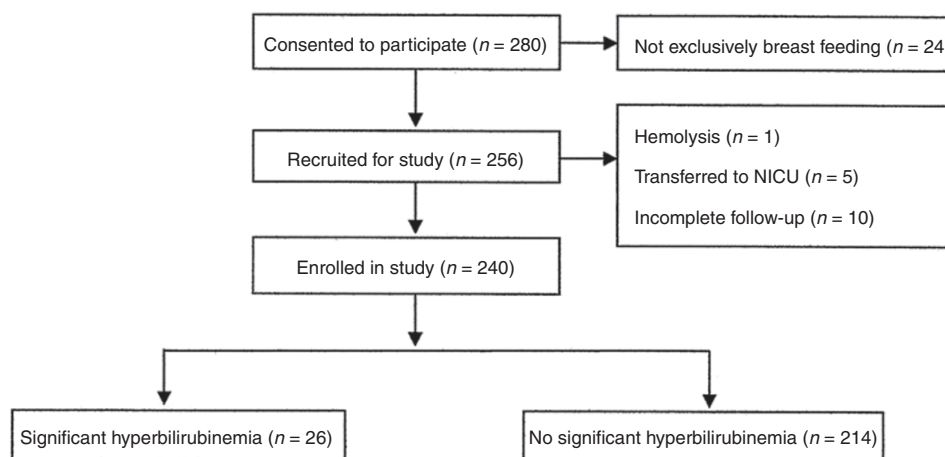 Consented to participate (n = 280)
Not exclusively breast feeding (n = 24
Recruited for study (n = 256)
Hemolysis (n = 1)
Transferred to NICU (n = 5)
Incomplete follow-up (n = 10)
Enrolled in study (n = 240)
Significant hyperbilirubinemia (n = 26)
No significant hyperbilirubinemia (n = 214)